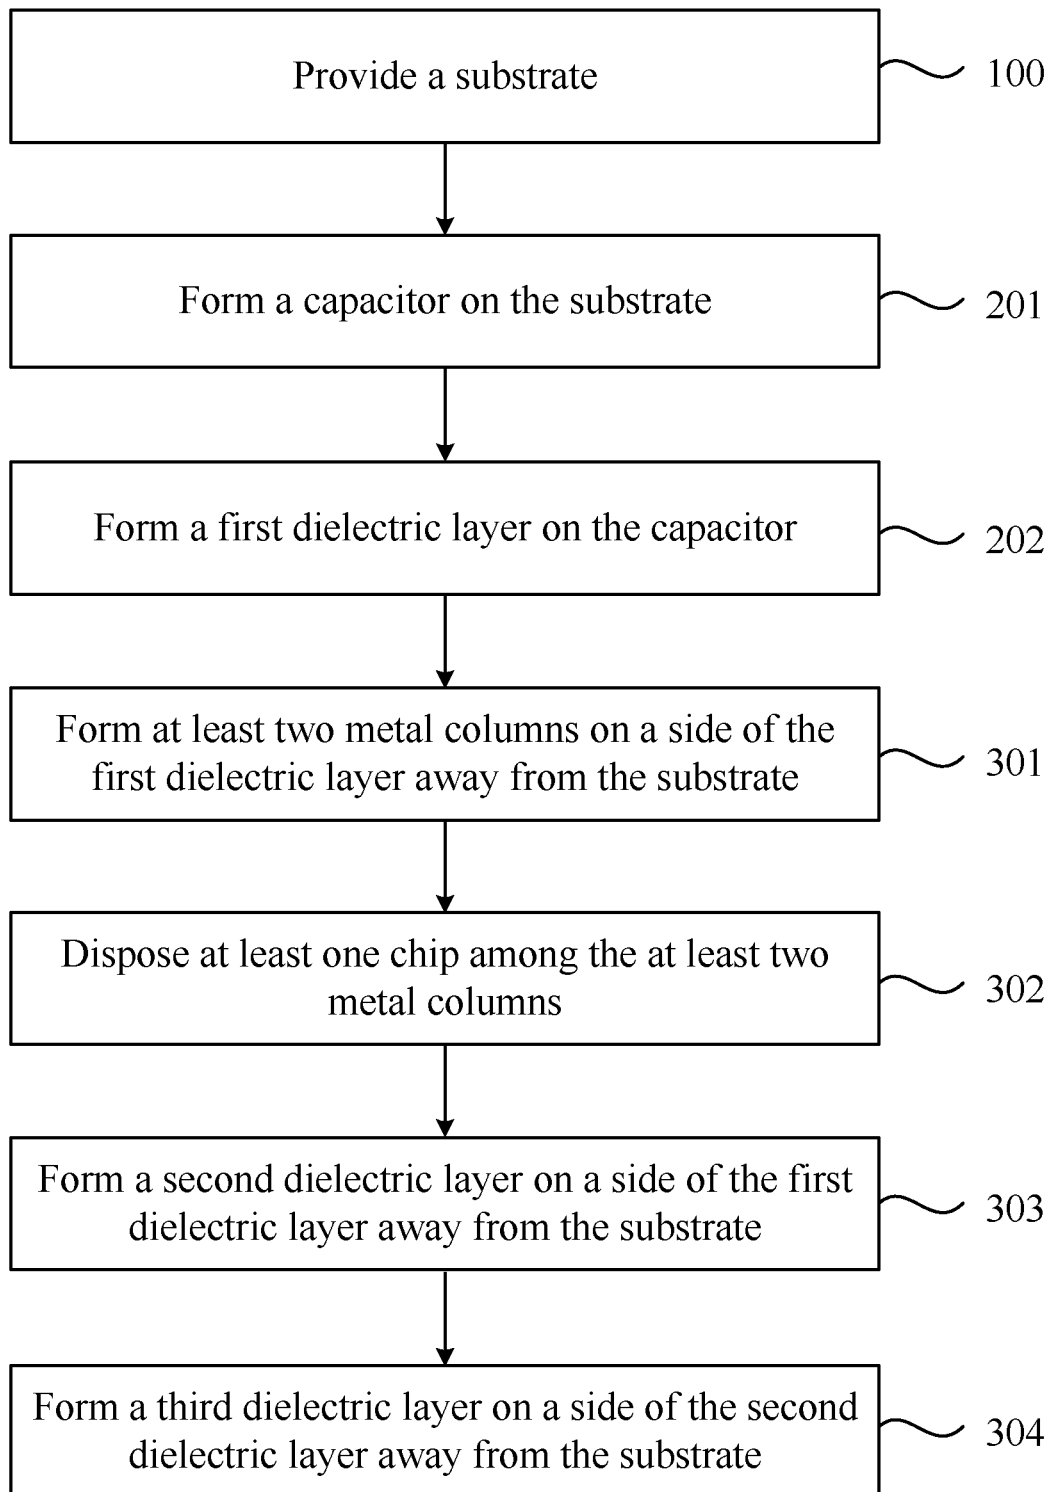 Provide a substrate
100
Form a capacitor on the substrate
201
Form a first dielectric layer on the capacitor
202
Form at least two metal columns on a side of the
first dielectric layer away from the substrate
301
Dispose at least one chip among the at least two
metal columns
302
Form a second dielectric layer on a side of the first
dielectric layer away from the substrate
303
Form a third dielectric layer on a side of the second
dielectric layer away from the substrate
304